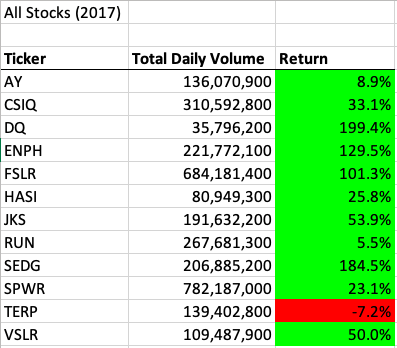 All Stocks (2017)
Ticker Total Daily Volume Return
AY 136,070,900 8.9%
CSIQ 310,592,800 33.1%
DQ 35,796,200 199.4%
ENPH 221,772,100 129.5%
FSLR 684,181,400 101.3%
HASI 80,949,300 25.8%
JKS 191,632,200 53.9%
RUN 267,681,300 5.5%
SEDG 206,885,200 184.5%
SPWR 782,187,000 23.1%
TERP 139,402,800 -7.2%
VSLR 109,487,900 50.0%